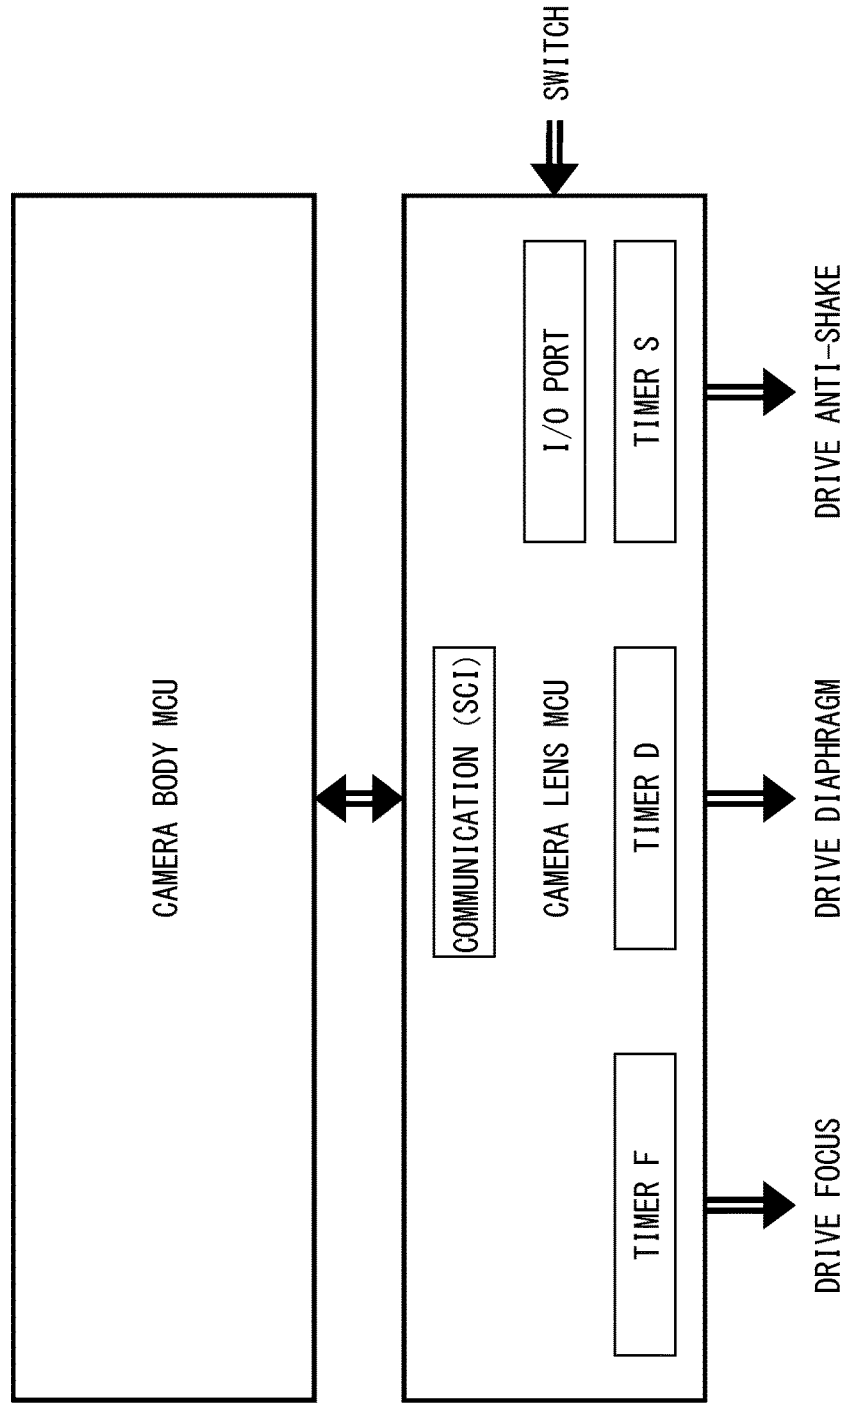 CAMERA BODY MCU
COMMUNICATION (SCI)
CAMERA LENS MCU
I/O PORT
SWITCH
TIMER F
TIMER D
TIMER S
DRIVE FOCUS
DRIVE DIAPHRAGM
DRIVE ANTI-SHAKE